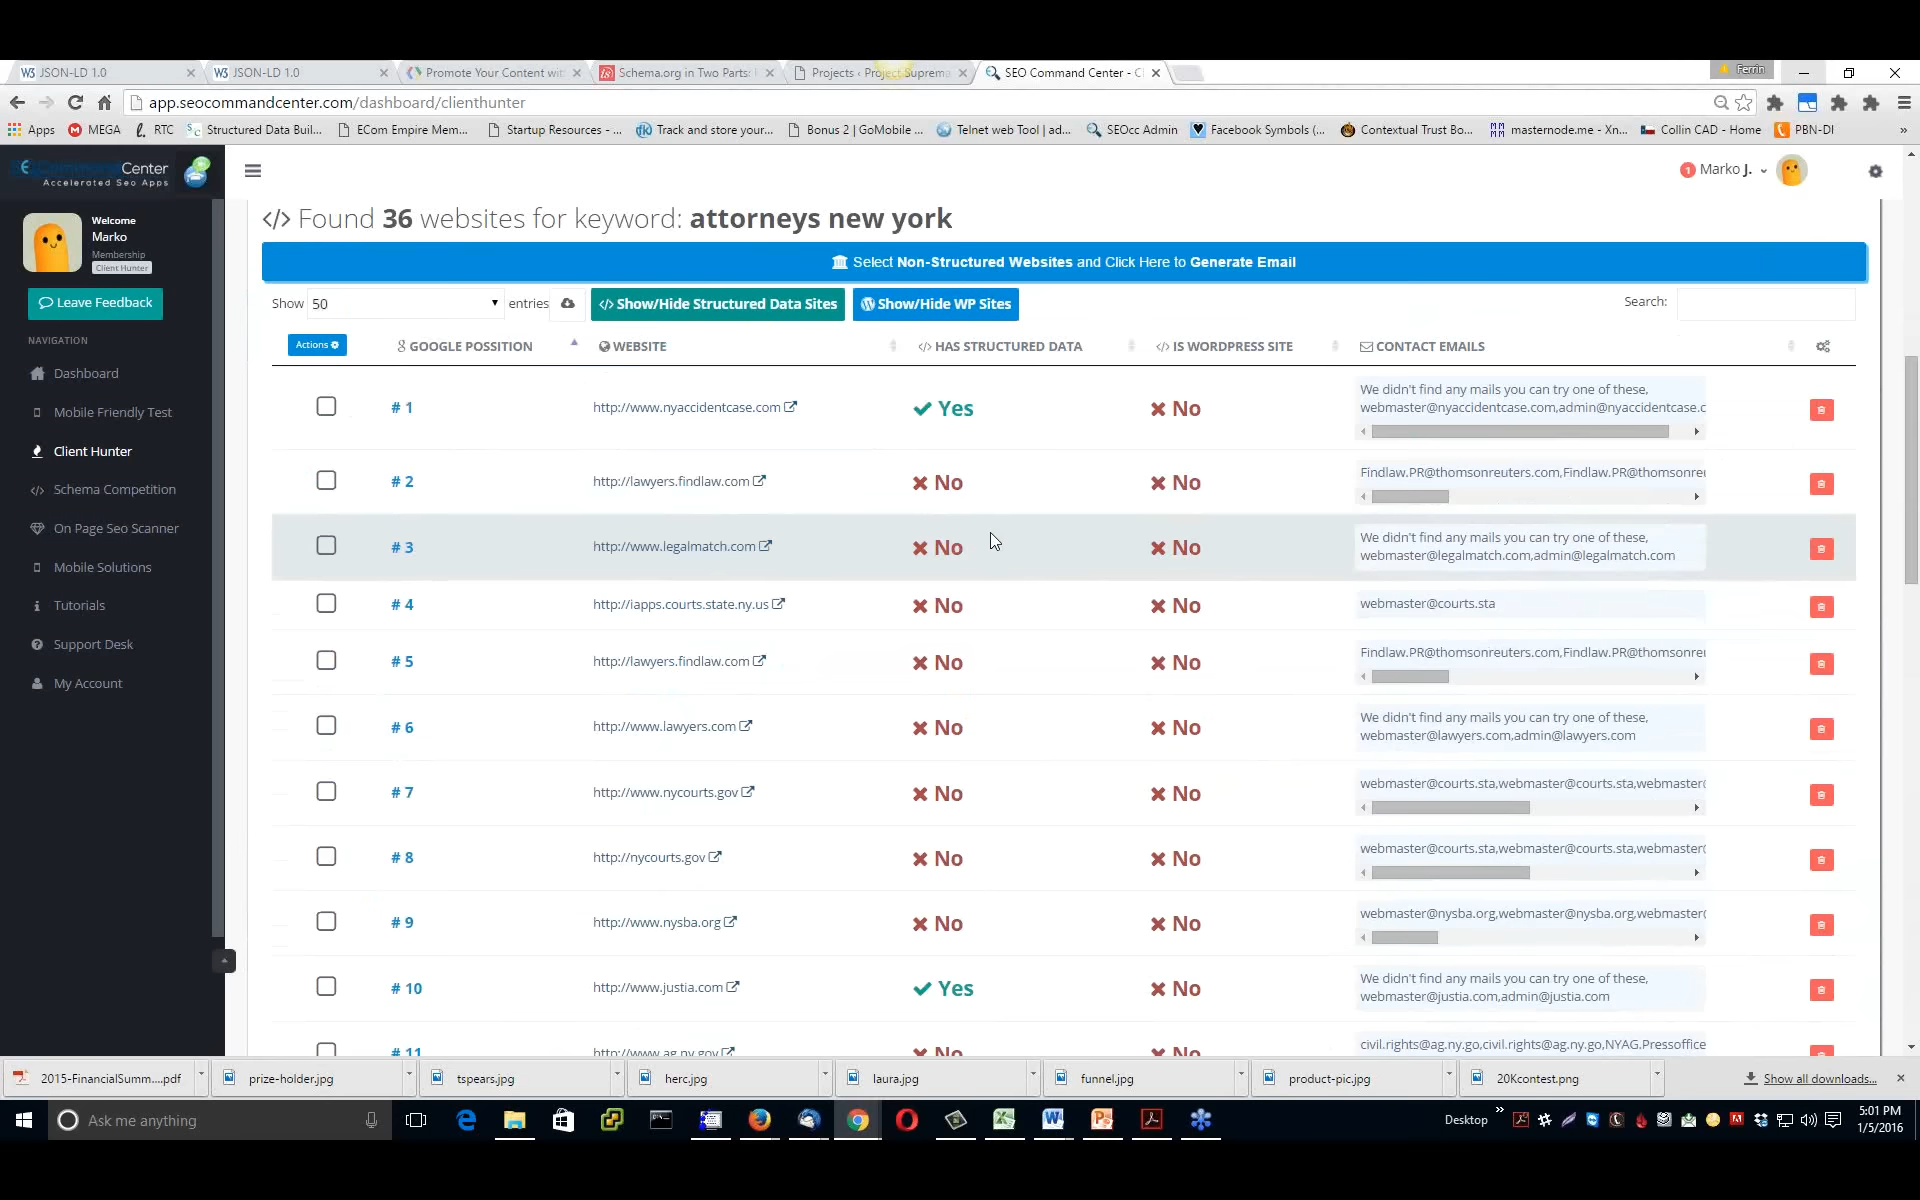 JSON-LD 1.0
JSON-LD 1.0
Promote Your Content wit
Schema.org in Two Parts:
Projects ‹ Project Suprema
SEO Command Center - C
Ferrin
app.seocommandcenter.com/dashboard/clienthunter
Apps
MEGA
RTC
Structured Data Buil...
ECom Empire Mem...
Startup Resources - ...
Track and store your...
Bonus 2 | GoMobile ...
Telnet web Tool | ad...
SEOcc Admin
Facebook Symbols (...
Contextual Trust Bo...
masternode.me - Xn...
Collin CAD - Home
PBN-DI
»
Center
Accelerated Seo Apps
1 Marko J.
Welcome
Marko
Membership
Client Hunter
Leave Feedback
NAVIGATION
Dashboard
Mobile Friendly Test
Client Hunter
Schema Competition
On Page Seo Scanner
Mobile Solutions
Tutorials
Support Desk
My Account
</> Found 36 websites for keyword: attorneys new york
Select Non-Structured Websites and Click Here to Generate Email
Show 50 entries
</> Show/Hide Structured Data Sites
Show/Hide WP Sites
Search:
Actions
GOOGLE POSSITION
WEBSITE
</> HAS STRUCTURED DATA
</> IS WORDPRESS SITE
CONTACT EMAILS
# 1 http://www.nyaccidentcase.com Yes No We didn't find any mails you can try one of these,
webmaster@nyaccidentcase.com,admin@nyaccidentcase.c
# 2 http://lawyers.findlaw.com No No Findlaw.PR@thomsonreuters.com,Findlaw.PR@thomsonreu
# 3 http://www.legalmatch.com No No We didn't find any mails you can try one of these,
webmaster@legalmatch.com,admin@legalmatch.com
# 4 http://iapps.courts.state.ny.us No No webmaster@courts.sta
# 5 http://lawyers.findlaw.com No No Findlaw.PR@thomsonreuters.com,Findlaw.PR@thomsonreu
# 6 http://www.lawyers.com No No We didn't find any mails you can try one of these,
webmaster@lawyers.com,admin@lawyers.com
# 7 http://www.nycourts.gov No No webmaster@courts.sta,webmaster@courts.sta,webmaster@
# 8 http://nycourts.gov No No webmaster@courts.sta,webmaster@courts.sta,webmaster@
# 9 http://www.nysba.org No No webmaster@nysba.org,webmaster@nysba.org,webmaster@
# 10 http://www.justia.com Yes No We didn't find any mails you can try one of these,
webmaster@justia.com,admin@justia.com
# 11 http://www.ag.ny.gov No No civil.rights@ag.ny.go,civil.rights@ag.ny.go,NYAG.Pressoffice
2015-FinancialSumm....pdf
prize-holder.jpg
tspears.jpg
herc.jpg
laura.jpg
funnel.jpg
product-pic.jpg
20Kcontest.png
Show all downloads...
Ask me anything
Desktop
»
5:01 PM
1/5/2016